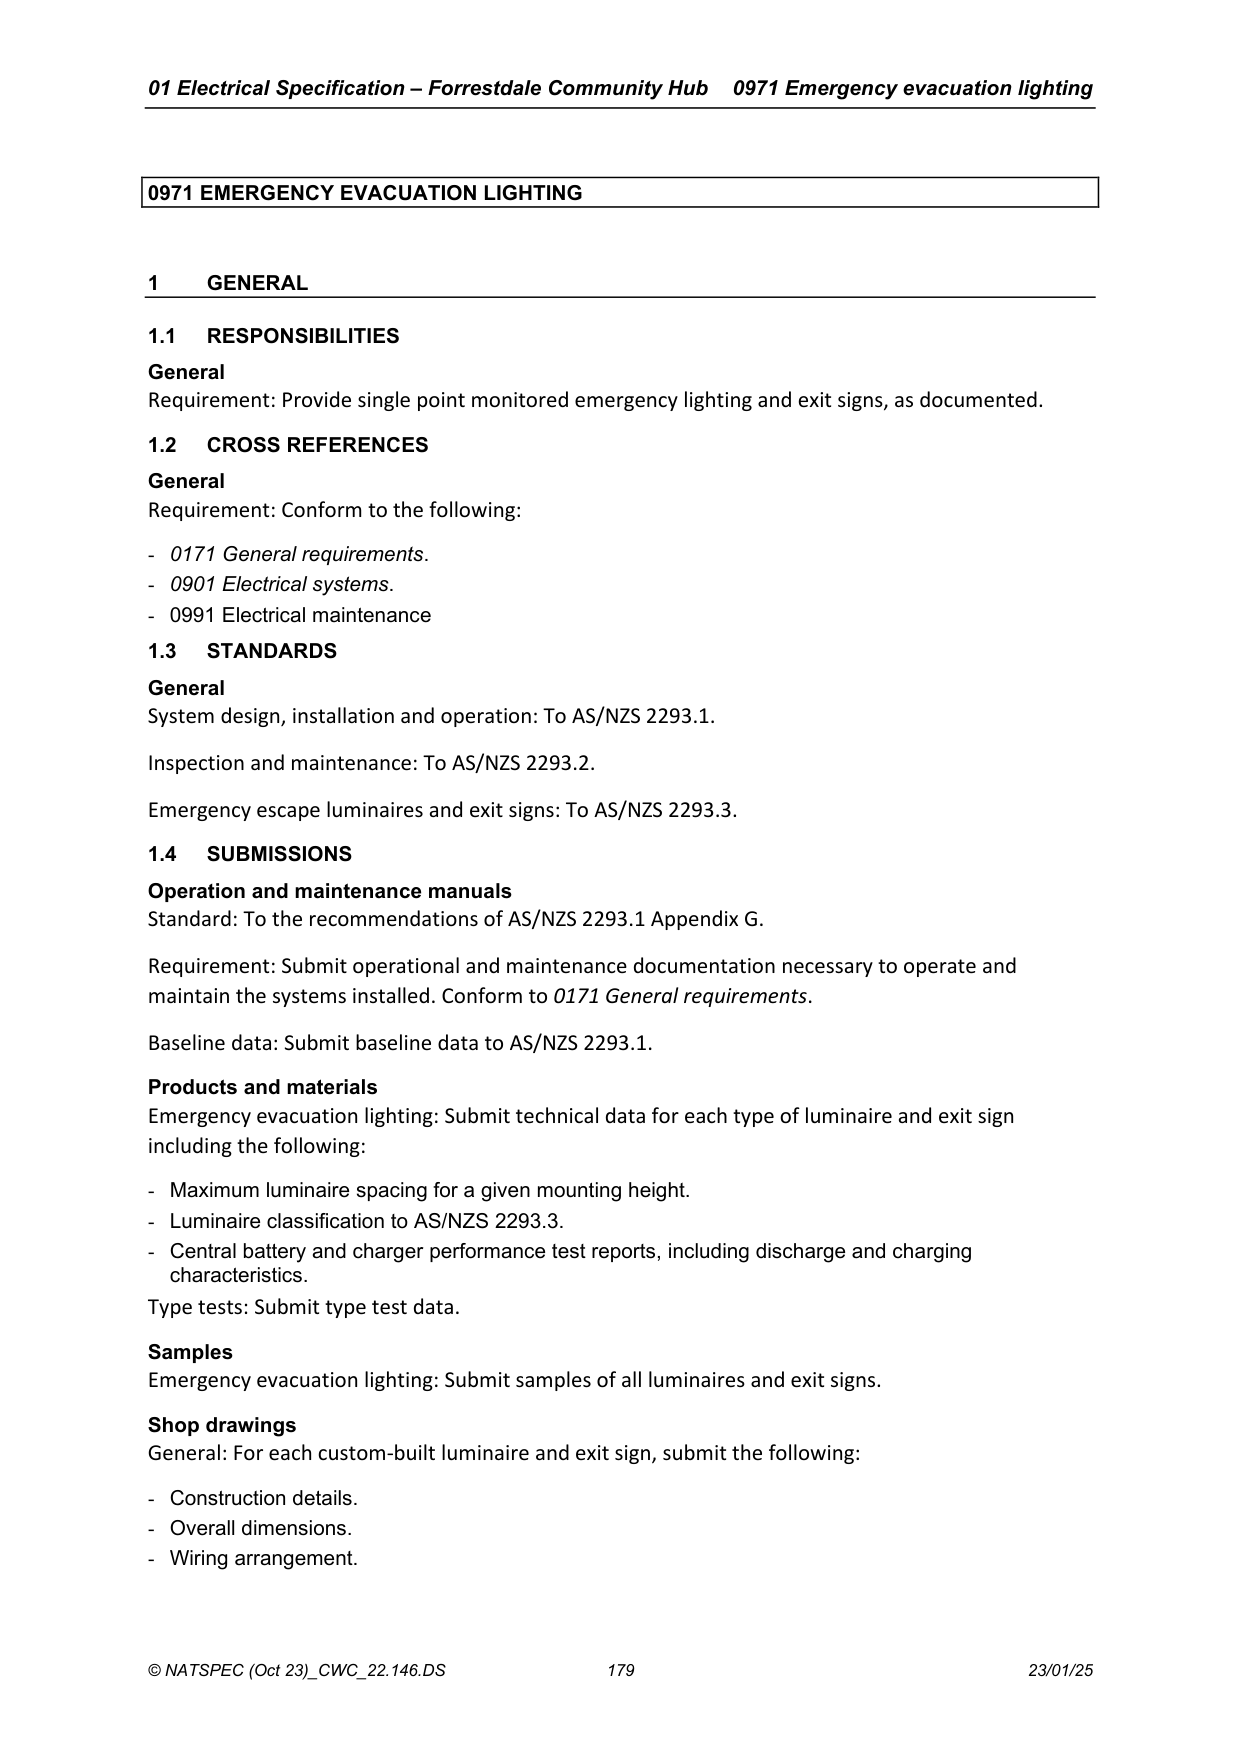 01 Electrical Specification – Forrestdale Community Hub 0971 Emergency evacuation lighting
0971 EMERGENCY EVACUATION LIGHTING
1 GENERAL
1.1 RESPONSIBILITIES
General
Requirement: Provide single point monitored emergency lighting and exit signs, as documented.
1.2 CROSS REFERENCES
General
Requirement: Conform to the following:
- 0171 General requirements.
- 0901 Electrical systems.
- 0991 Electrical maintenance
1.3 STANDARDS
General
System design, installation and operation: To AS/NZS 2293.1.
Inspection and maintenance: To AS/NZS 2293.2.
Emergency escape luminaires and exit signs: To AS/NZS 2293.3.
1.4 SUBMISSIONS
Operation and maintenance manuals
Standard: To the recommendations of AS/NZS 2293.1 Appendix G.
Requirement: Submit operational and maintenance documentation necessary to operate and
maintain the systems installed. Conform to 0171 General requirements.
Baseline data: Submit baseline data to AS/NZS 2293.1.
Products and materials
Emergency evacuation lighting: Submit technical data for each type of luminaire and exit sign
including the following:
- Maximum luminaire spacing for a given mounting height.
- Luminaire classification to AS/NZS 2293.3.
- Central battery and charger performance test reports, including discharge and charging
characteristics.
Type tests: Submit type test data.
Samples
Emergency evacuation lighting: Submit samples of all luminaires and exit signs.
Shop drawings
General: For each custom-built luminaire and exit sign, submit the following:
- Construction details.
- Overall dimensions.
- Wiring arrangement.
© NATSPEC (Oct 23)_CWC_22.146.DS 179 23/01/25